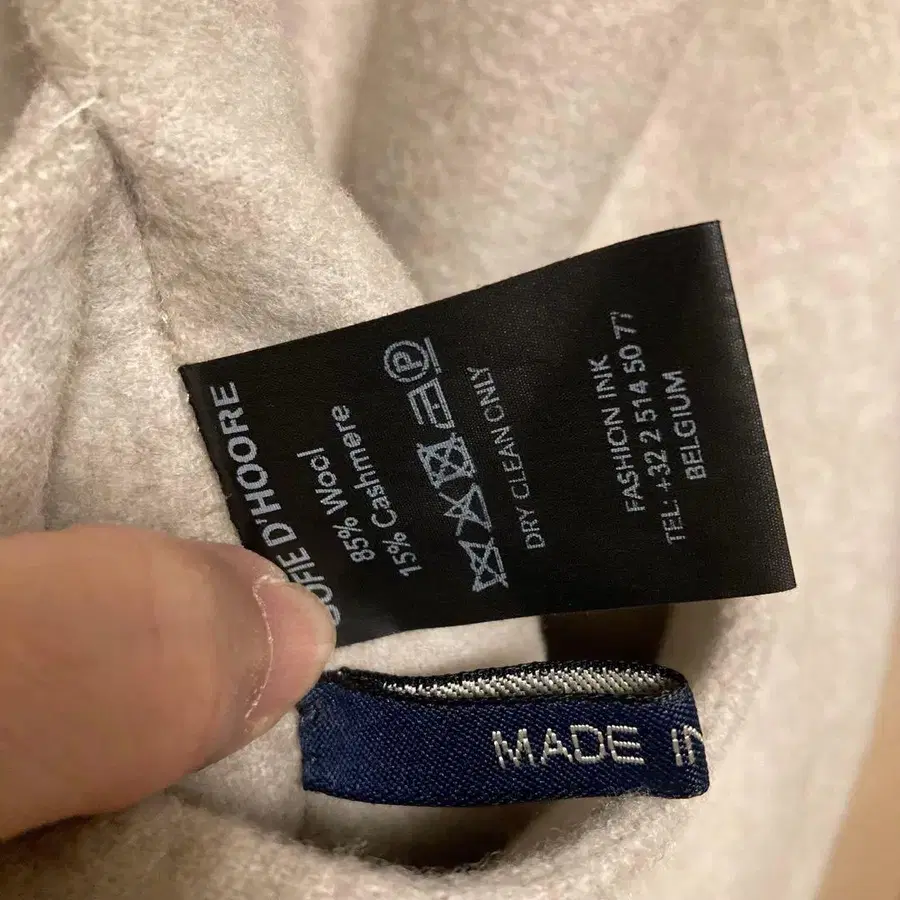 SOFIE D'HOORE
85% Wool
15% Cashmere
P
DRY CLEAN ONLY
FASHION INK
TEL: +32 2 514 50 77
BELGIUM
MADE IN